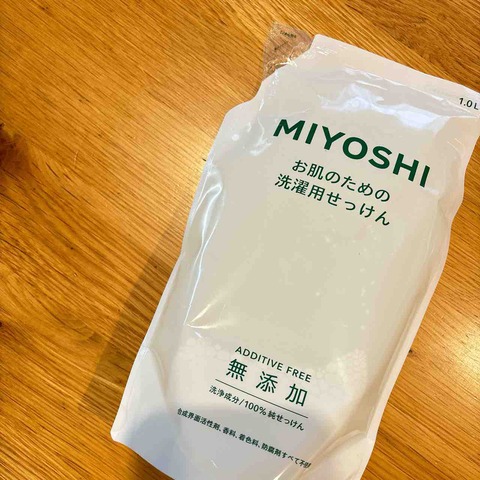 1.0L
MIYOSHI
お肌のための
洗濯用せっけん
ADDITIVE FREE
無添加
洗浄成分/100%純せっけん
合成界面活性剤、香料、着色料、防腐剤すべて不